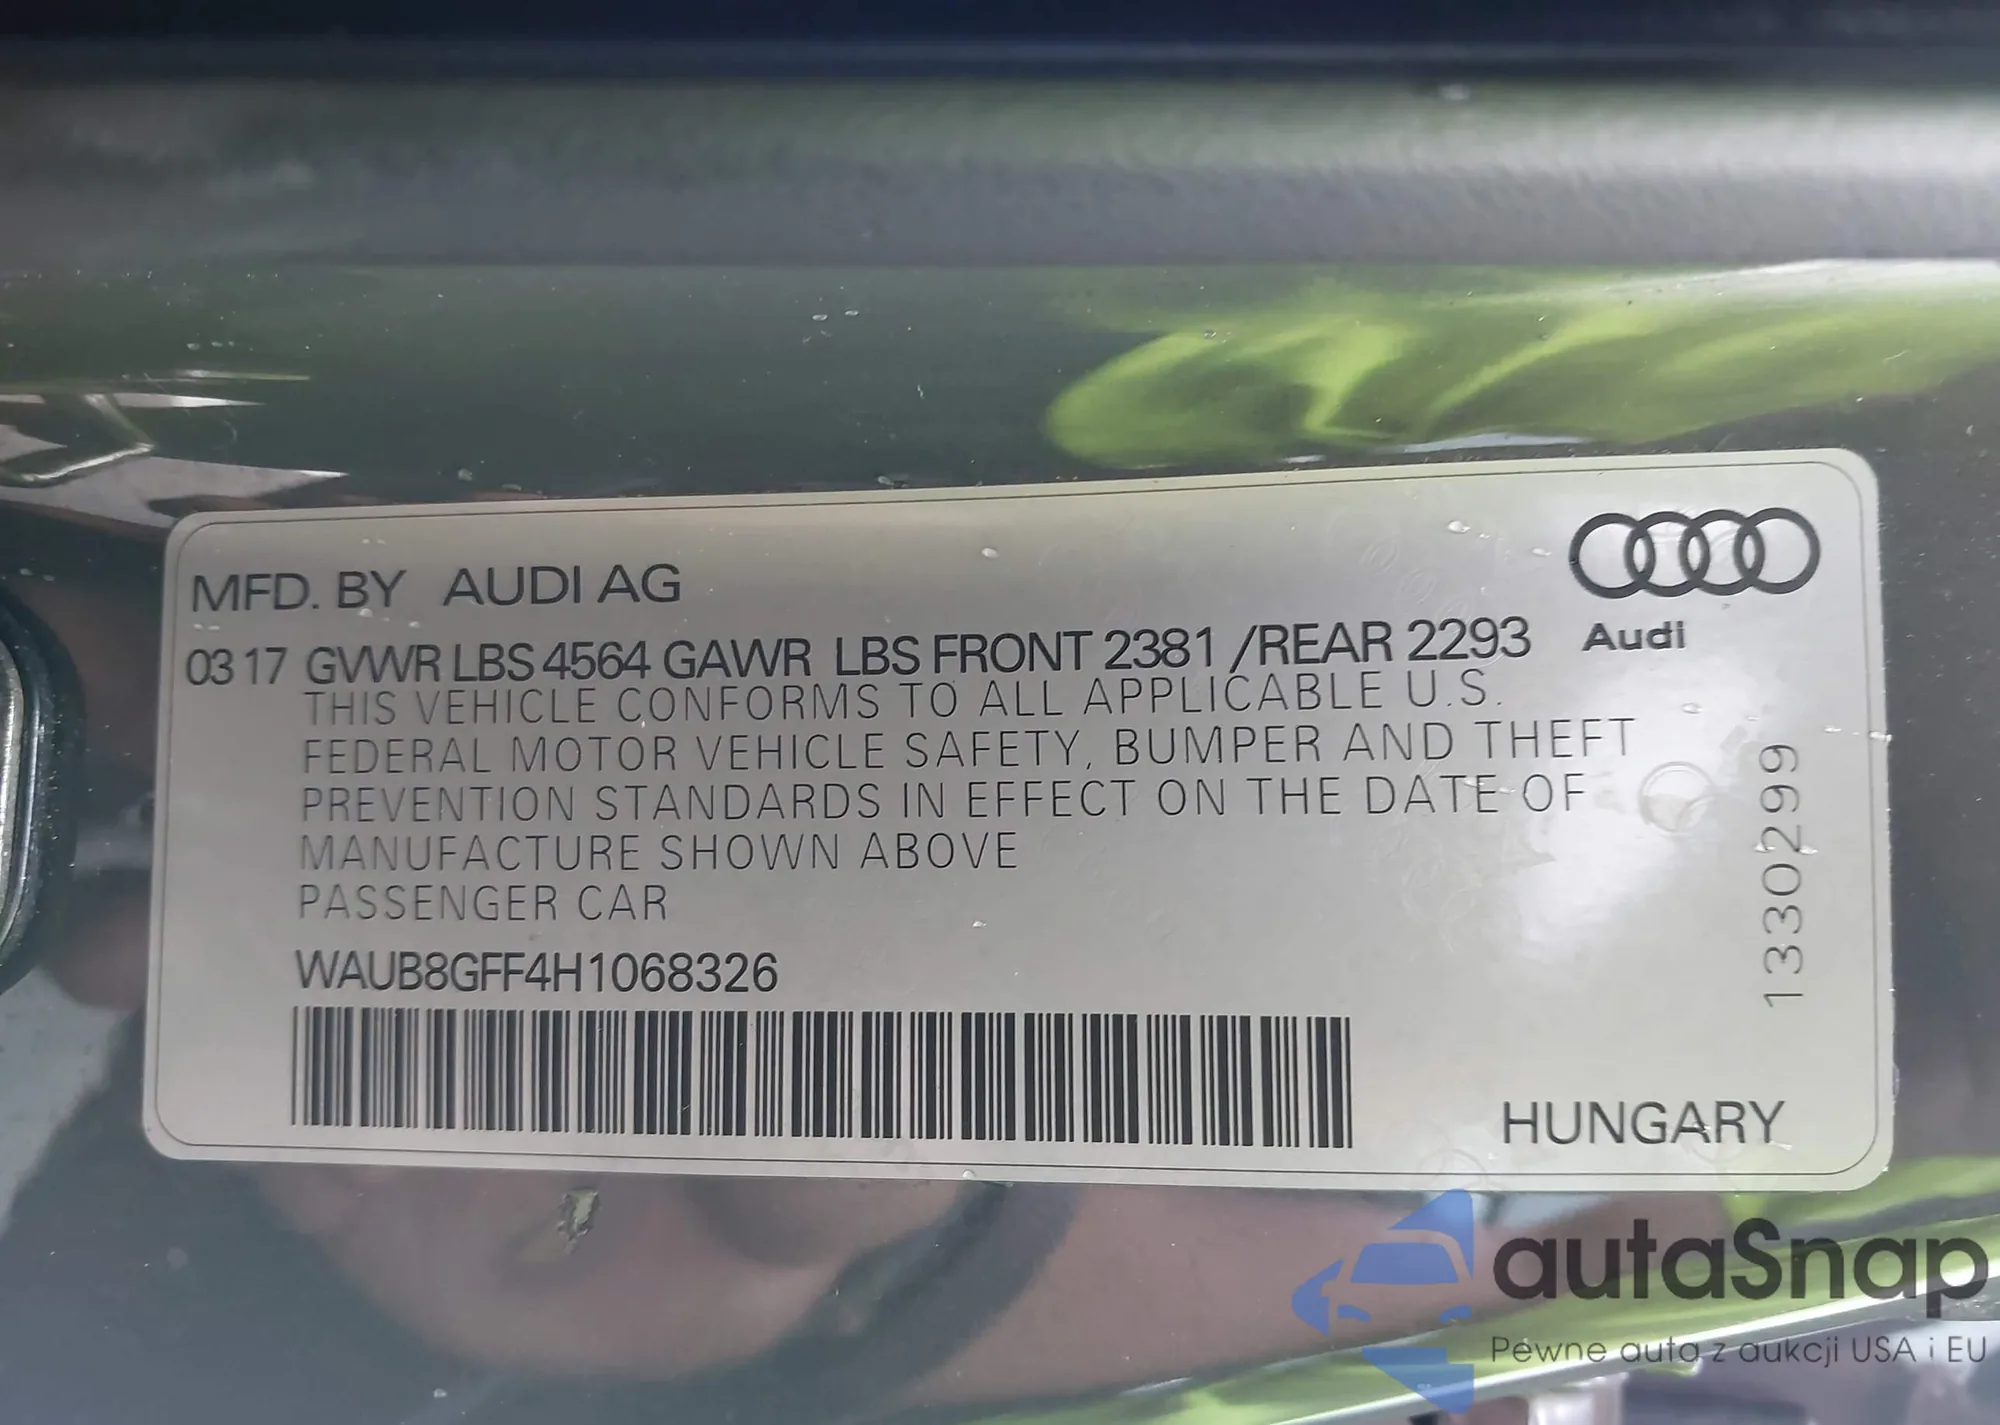 MFD. BY AUDI AG
03 17 GVWR LBS 4564 GAWR LBS FRONT 2381 /REAR 2293
Audi
THIS VEHICLE CONFORMS TO ALL APPLICABLE U.S.
FEDERAL MOTOR VEHICLE SAFETY, BUMPER AND THEFT
PREVENTION STANDARDS IN EFFECT ON THE DATE OF
MANUFACTURE SHOWN ABOVE
PASSENGER CAR
WAUB8GFF4H1068326
1330299
HUNGARY
autaSnap
Pewne auta z aukcji USA i EU